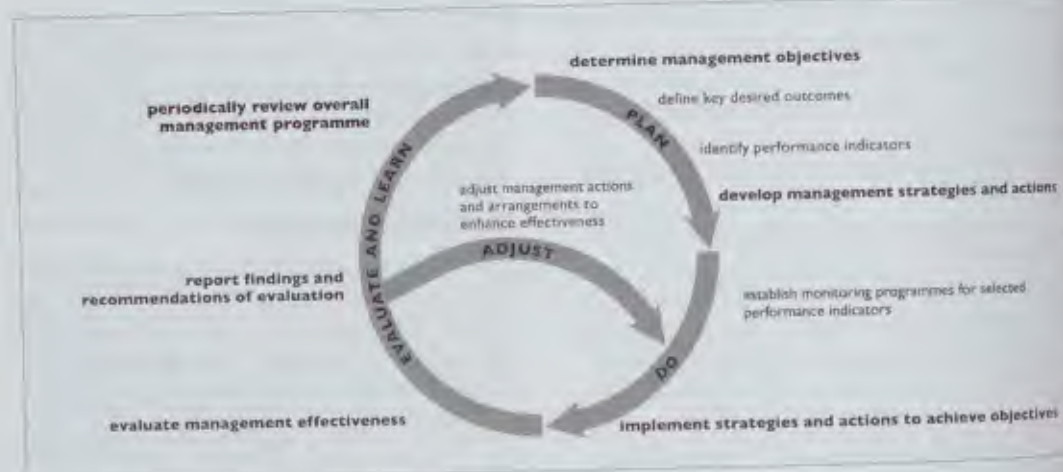 determine management objectives
define key desired outcomes
PLAN
identify performance indicators
develop management strategies and actions
establish monitoring programmes for selected
performance indicators
DO
implement strategies and actions to achieve objectives
evaluate management effectiveness
EVALUATE AND LEARN
report findings and
recommendations of evaluation
periodically review overall
management programme
adjust management actions
and arrangements to
enhance effectiveness
ADJUST